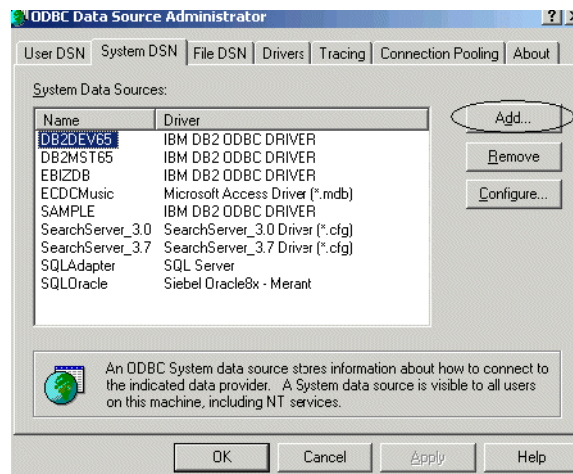 ODBC Data Source Administrator
User DSN System DSN File DSN Drivers Tracing Connection Pooling About
System Data Sources:
Name Driver
DB2DEV65 IBM DB2 ODBC DRIVER
DB2MST65 IBM DB2 ODBC DRIVER
EBIZDB IBM DB2 ODBC DRIVER
ECDCMusic Microsoft Access Driver (*.mdb)
SAMPLE IBM DB2 ODBC DRIVER
SearchServer_3.0 SearchServer_3.0 Driver (*.cfg)
SearchServer_3.7 SearchServer_3.7 Driver (*.cfg)
SQLAdapter SQL Server
SQLOracle Siebel Oracle8x - Merant
Add...
Remove
Configure...
An ODBC System data source stores information about how to connect to
the indicated data provider. A System data source is visible to all users
on this machine, including NT services.
OK Cancel Apply Help